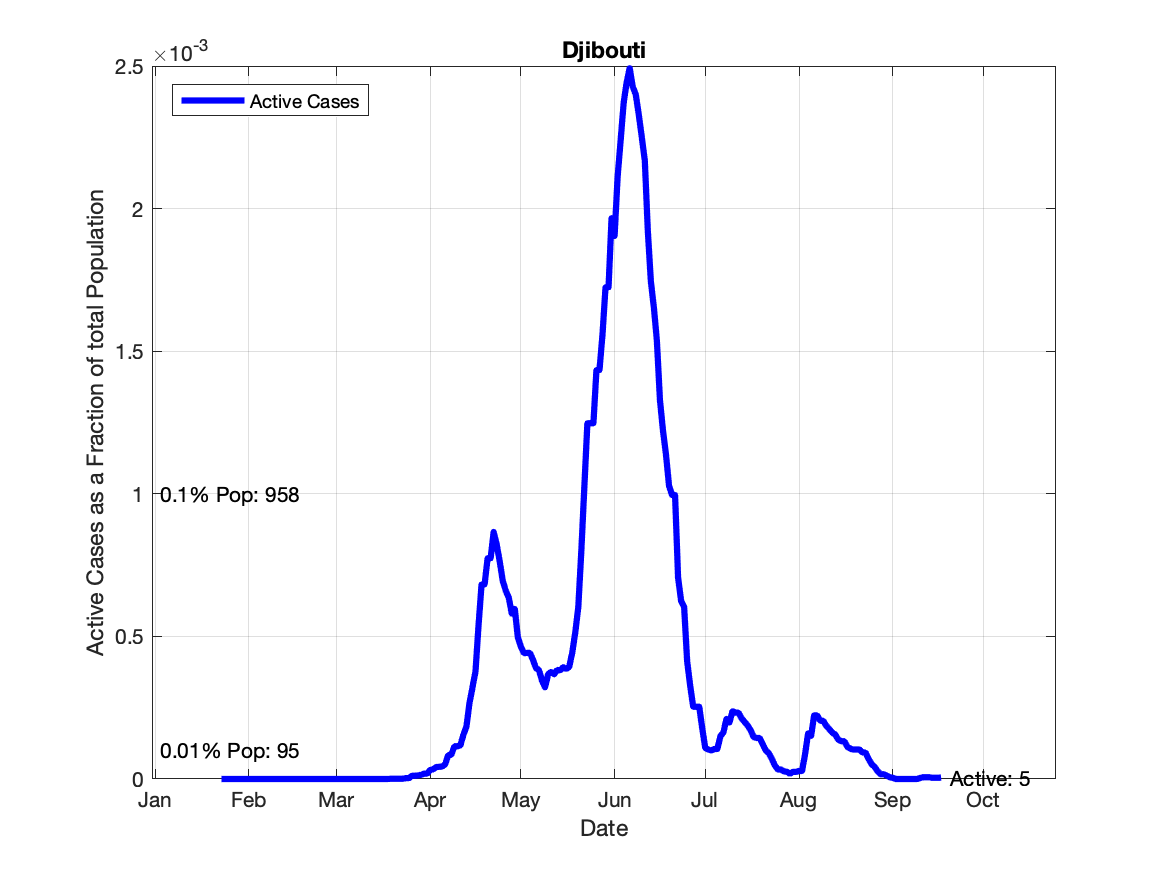 Djibouti
×10-3
2.5
2
1.5
1
0.5
0
Active Cases
Active Cases as a Fraction of total Population
0.1% Pop: 958
0.01% Pop: 95
Active: 5
Jan Feb Mar Apr May Jun Jul Aug Sep Oct
Date